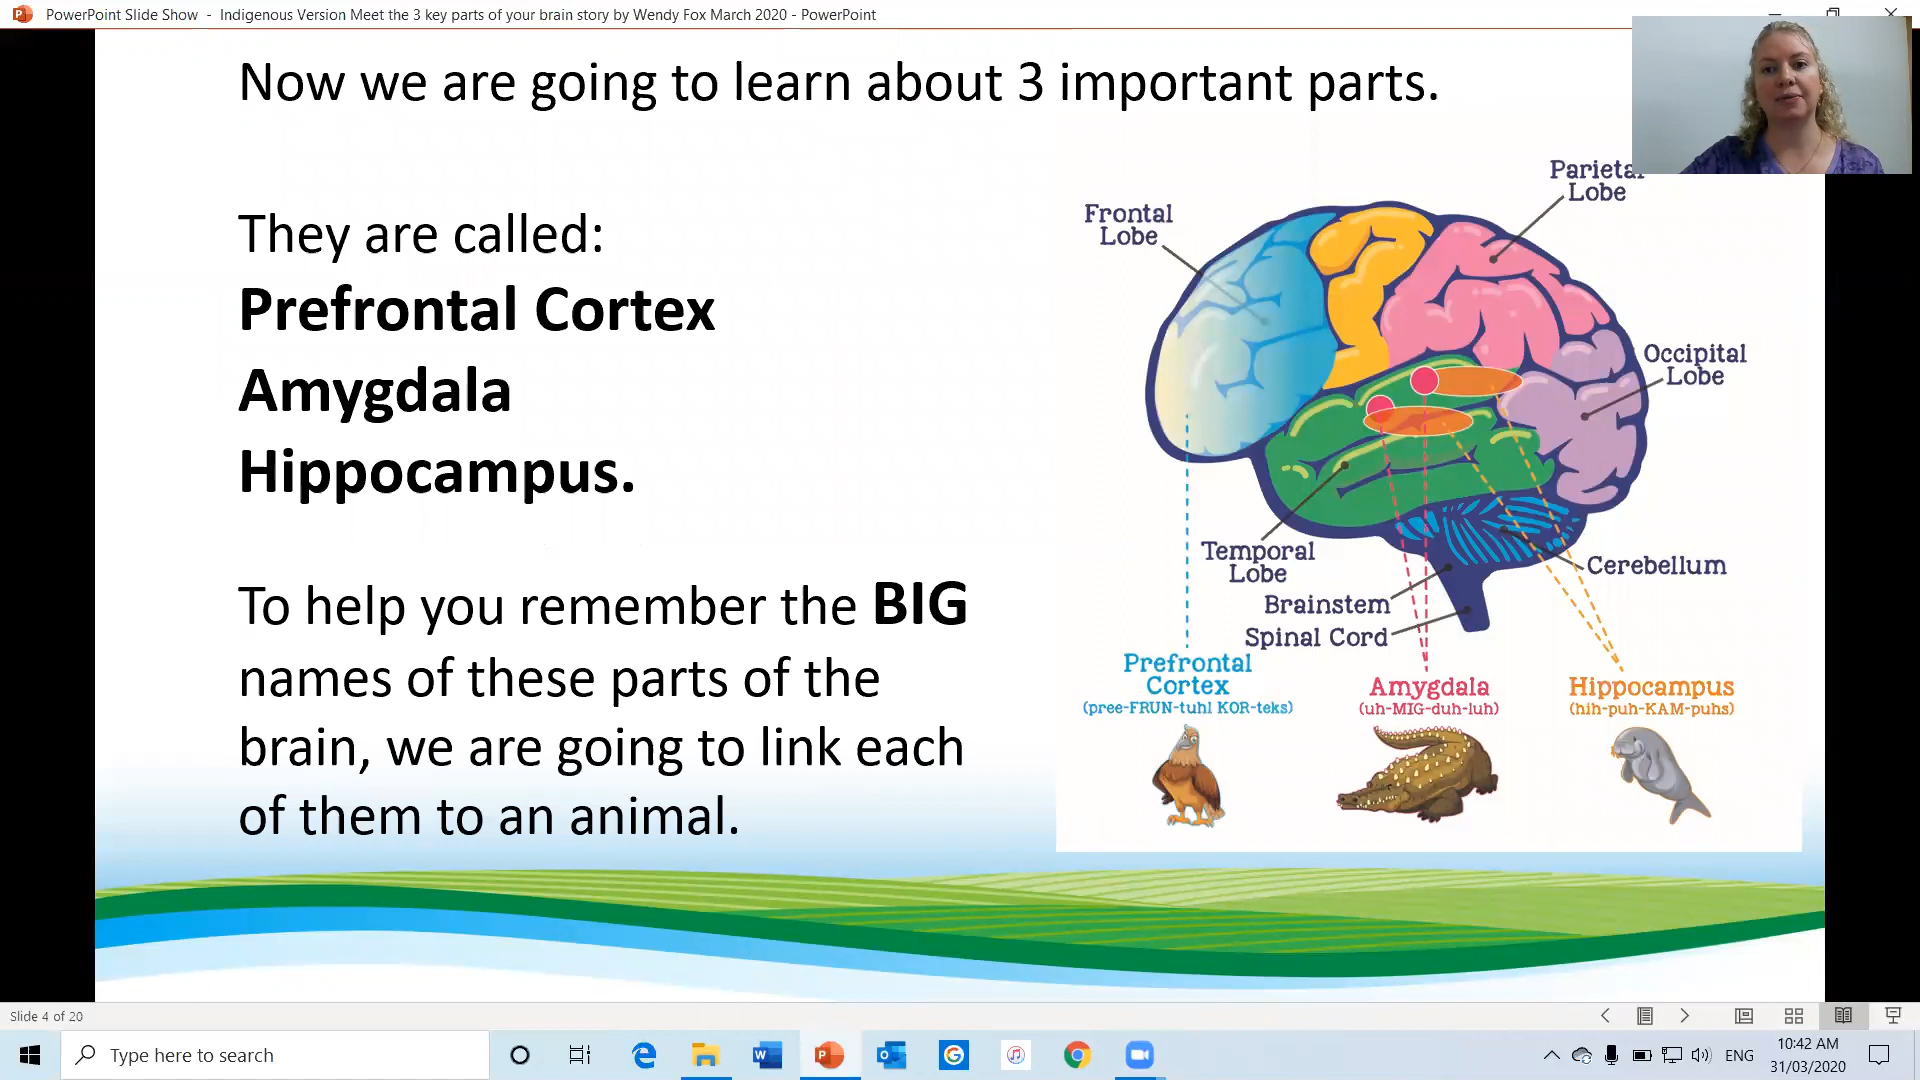 PowerPoint Slide Show - Indigenous Version Meet the 3 key parts of your brain story by Wendy Fox March 2020 - PowerPoint
Now we are going to learn about 3 important parts.
They are called:
Prefrontal Cortex
Amygdala
Hippocampus.
To help you remember the BIG
names of these parts of the
brain, we are going to link each
of them to an animal.
Parietal
Lobe
Frontal
Lobe
Occipital
Lobe
Temporal
Lobe
Cerebellum
Brainstem
Spinal Cord
Prefrontal
Cortex
(pree-FRUN-tuhl KOR-teks)
Amygdala
(uh-MIG-duh-luh)
Hippocampus
(hih-puh-KAM-puhs)
Slide 4 of 20
Type here to search
ENG
10:42 AM
31/03/2020